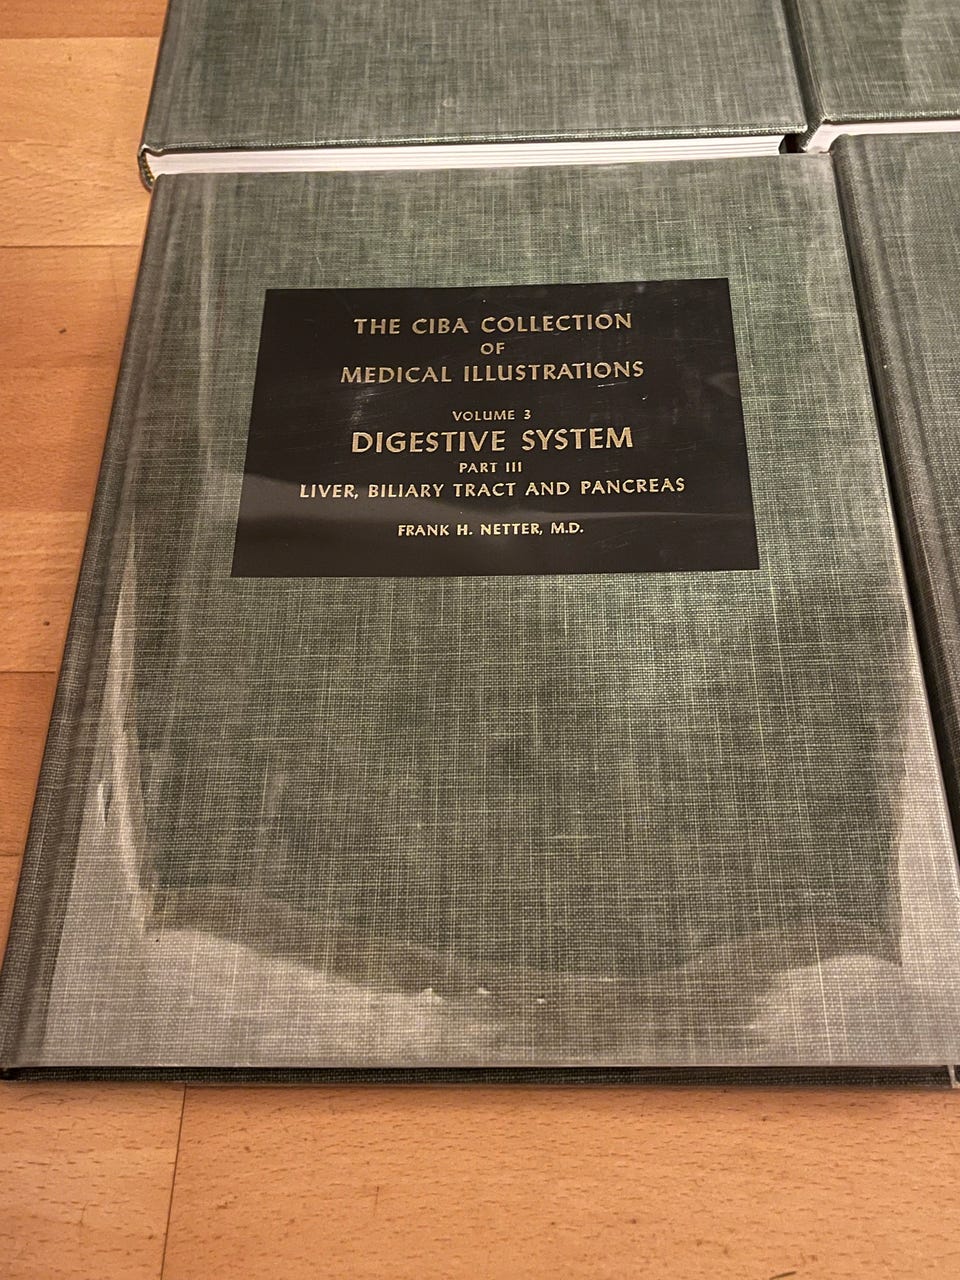 THE CIBA COLLECTION
OF
MEDICAL ILLUSTRATIONS
VOLUME 3
DIGESTIVE SYSTEM
PART III
LIVER, BILIARY TRACT AND PANCREAS
FRANK H. NETTER, M.D.